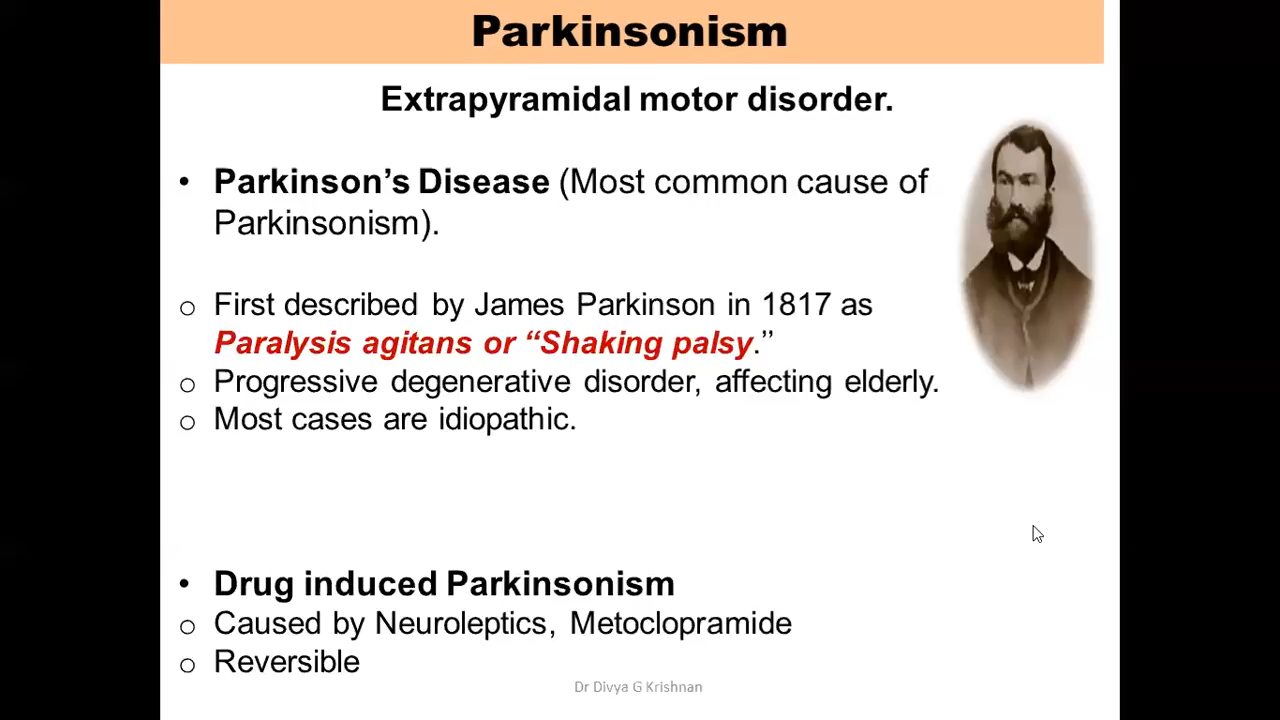 Parkinsonism
Extrapyramidal motor disorder.
• Parkinson’s Disease (Most common cause of
Parkinsonism).
o First described by James Parkinson in 1817 as
Paralysis agitans or “Shaking palsy.”
o Progressive degenerative disorder, affecting elderly.
o Most cases are idiopathic.
• Drug induced Parkinsonism
o Caused by Neuroleptics, Metoclopramide
o Reversible
Dr Divya G Krishnan